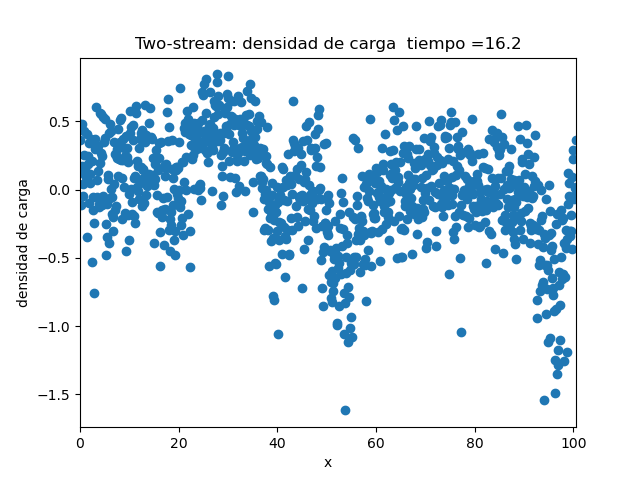 Two-stream: densidad de carga  tiempo =16.2
densidad de carga
0.5
0.0
−0.5
−1.0
−1.5
0 20 40 60 80 100
x